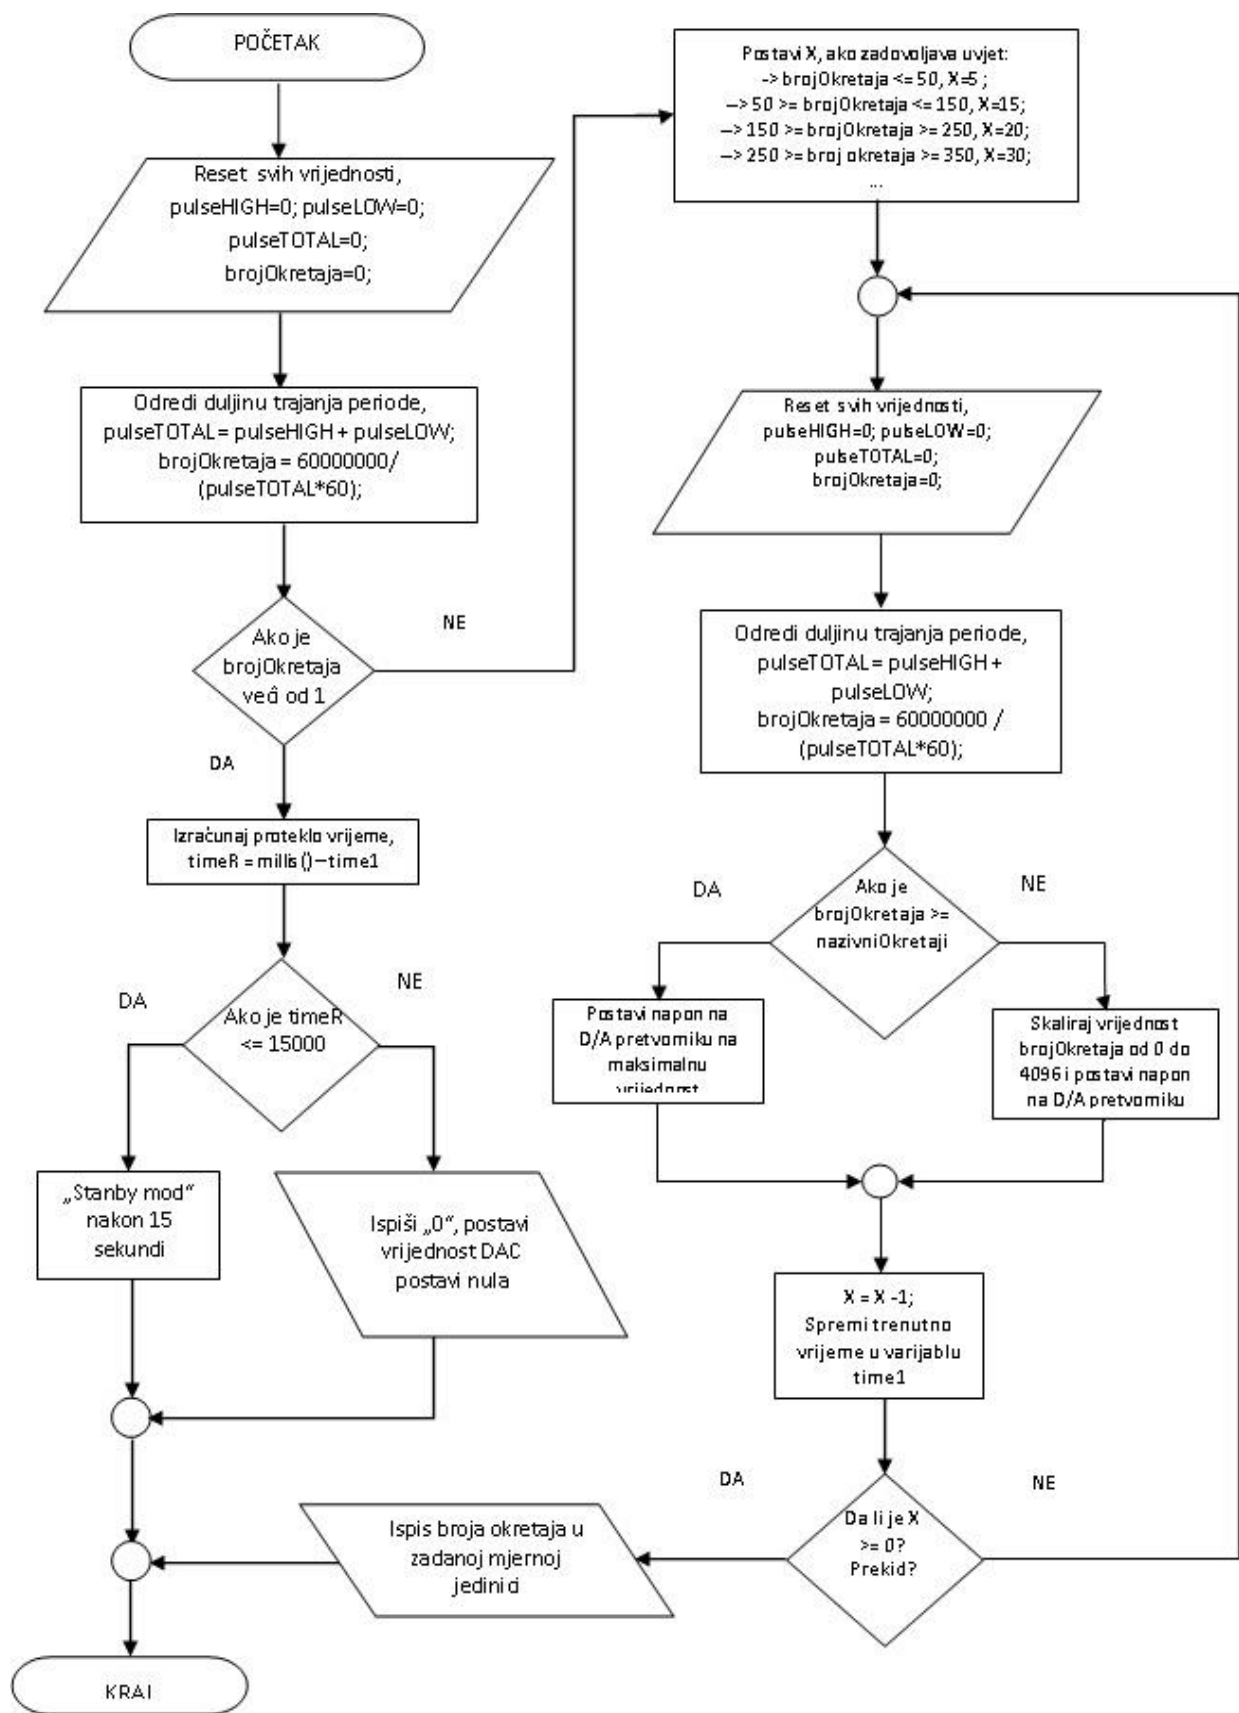 POČETAK
Reset svih vrijednosti,
pulseHIGH=0; pulseLOW=0;
pulseTOTAL=0;
brojOkretaja=0;
Odredi duljinu trajanja periode,
pulseTOTAL = pulseHIGH + pulseLOW;
brojOkretaja = 60000000/
(pulseTOTAL*60);
Ako je
brojOkretaja
veći od 1
NE
DA
Izračunaj proteklo vrijeme,
timeR = millis()–time1
Ako je timeR
<= 15000
DA
NE
„Stanby mod“
nakon 15
sekundi
Ispiši „0“, postavi
vrijednost DAC
postavi nula
Postavi X, ako zadovoljava uvjet:
-> brojOkretaja <= 50, X=5 ;
--> 50 >= brojOkretaja <= 150, X=15;
--> 150 >= brojOkretaja >= 250, X=20;
--> 250 >= broj okretaja >= 350, X=30;
...
Reset svih vrijednosti,
pulseHIGH=0; pulseLOW=0;
pulseTOTAL=0;
brojOkretaja=0;
Odredi duljinu trajanja periode,
pulseTOTAL = pulseHIGH +
pulseLOW;
brojOkretaja = 60000000 /
(pulseTOTAL*60);
Ako je
brojOkretaja >=
nazivniOkretaji
DA
NE
Postavi napon na
D/A pretvorniku na
maksimalnu
vrijednost
Skaliraj vrijednost
brojOkretaja od 0 do
4096 i postavi napon
na D/A pretvorniku
X = X -1;
Spremi trenutno
vrijeme u varijablu
time1
Da li je X
>= 0?
Prekid?
DA
NE
Ispis broja okretaja u
zadanoj mjernoj
jedinici
KRAJ